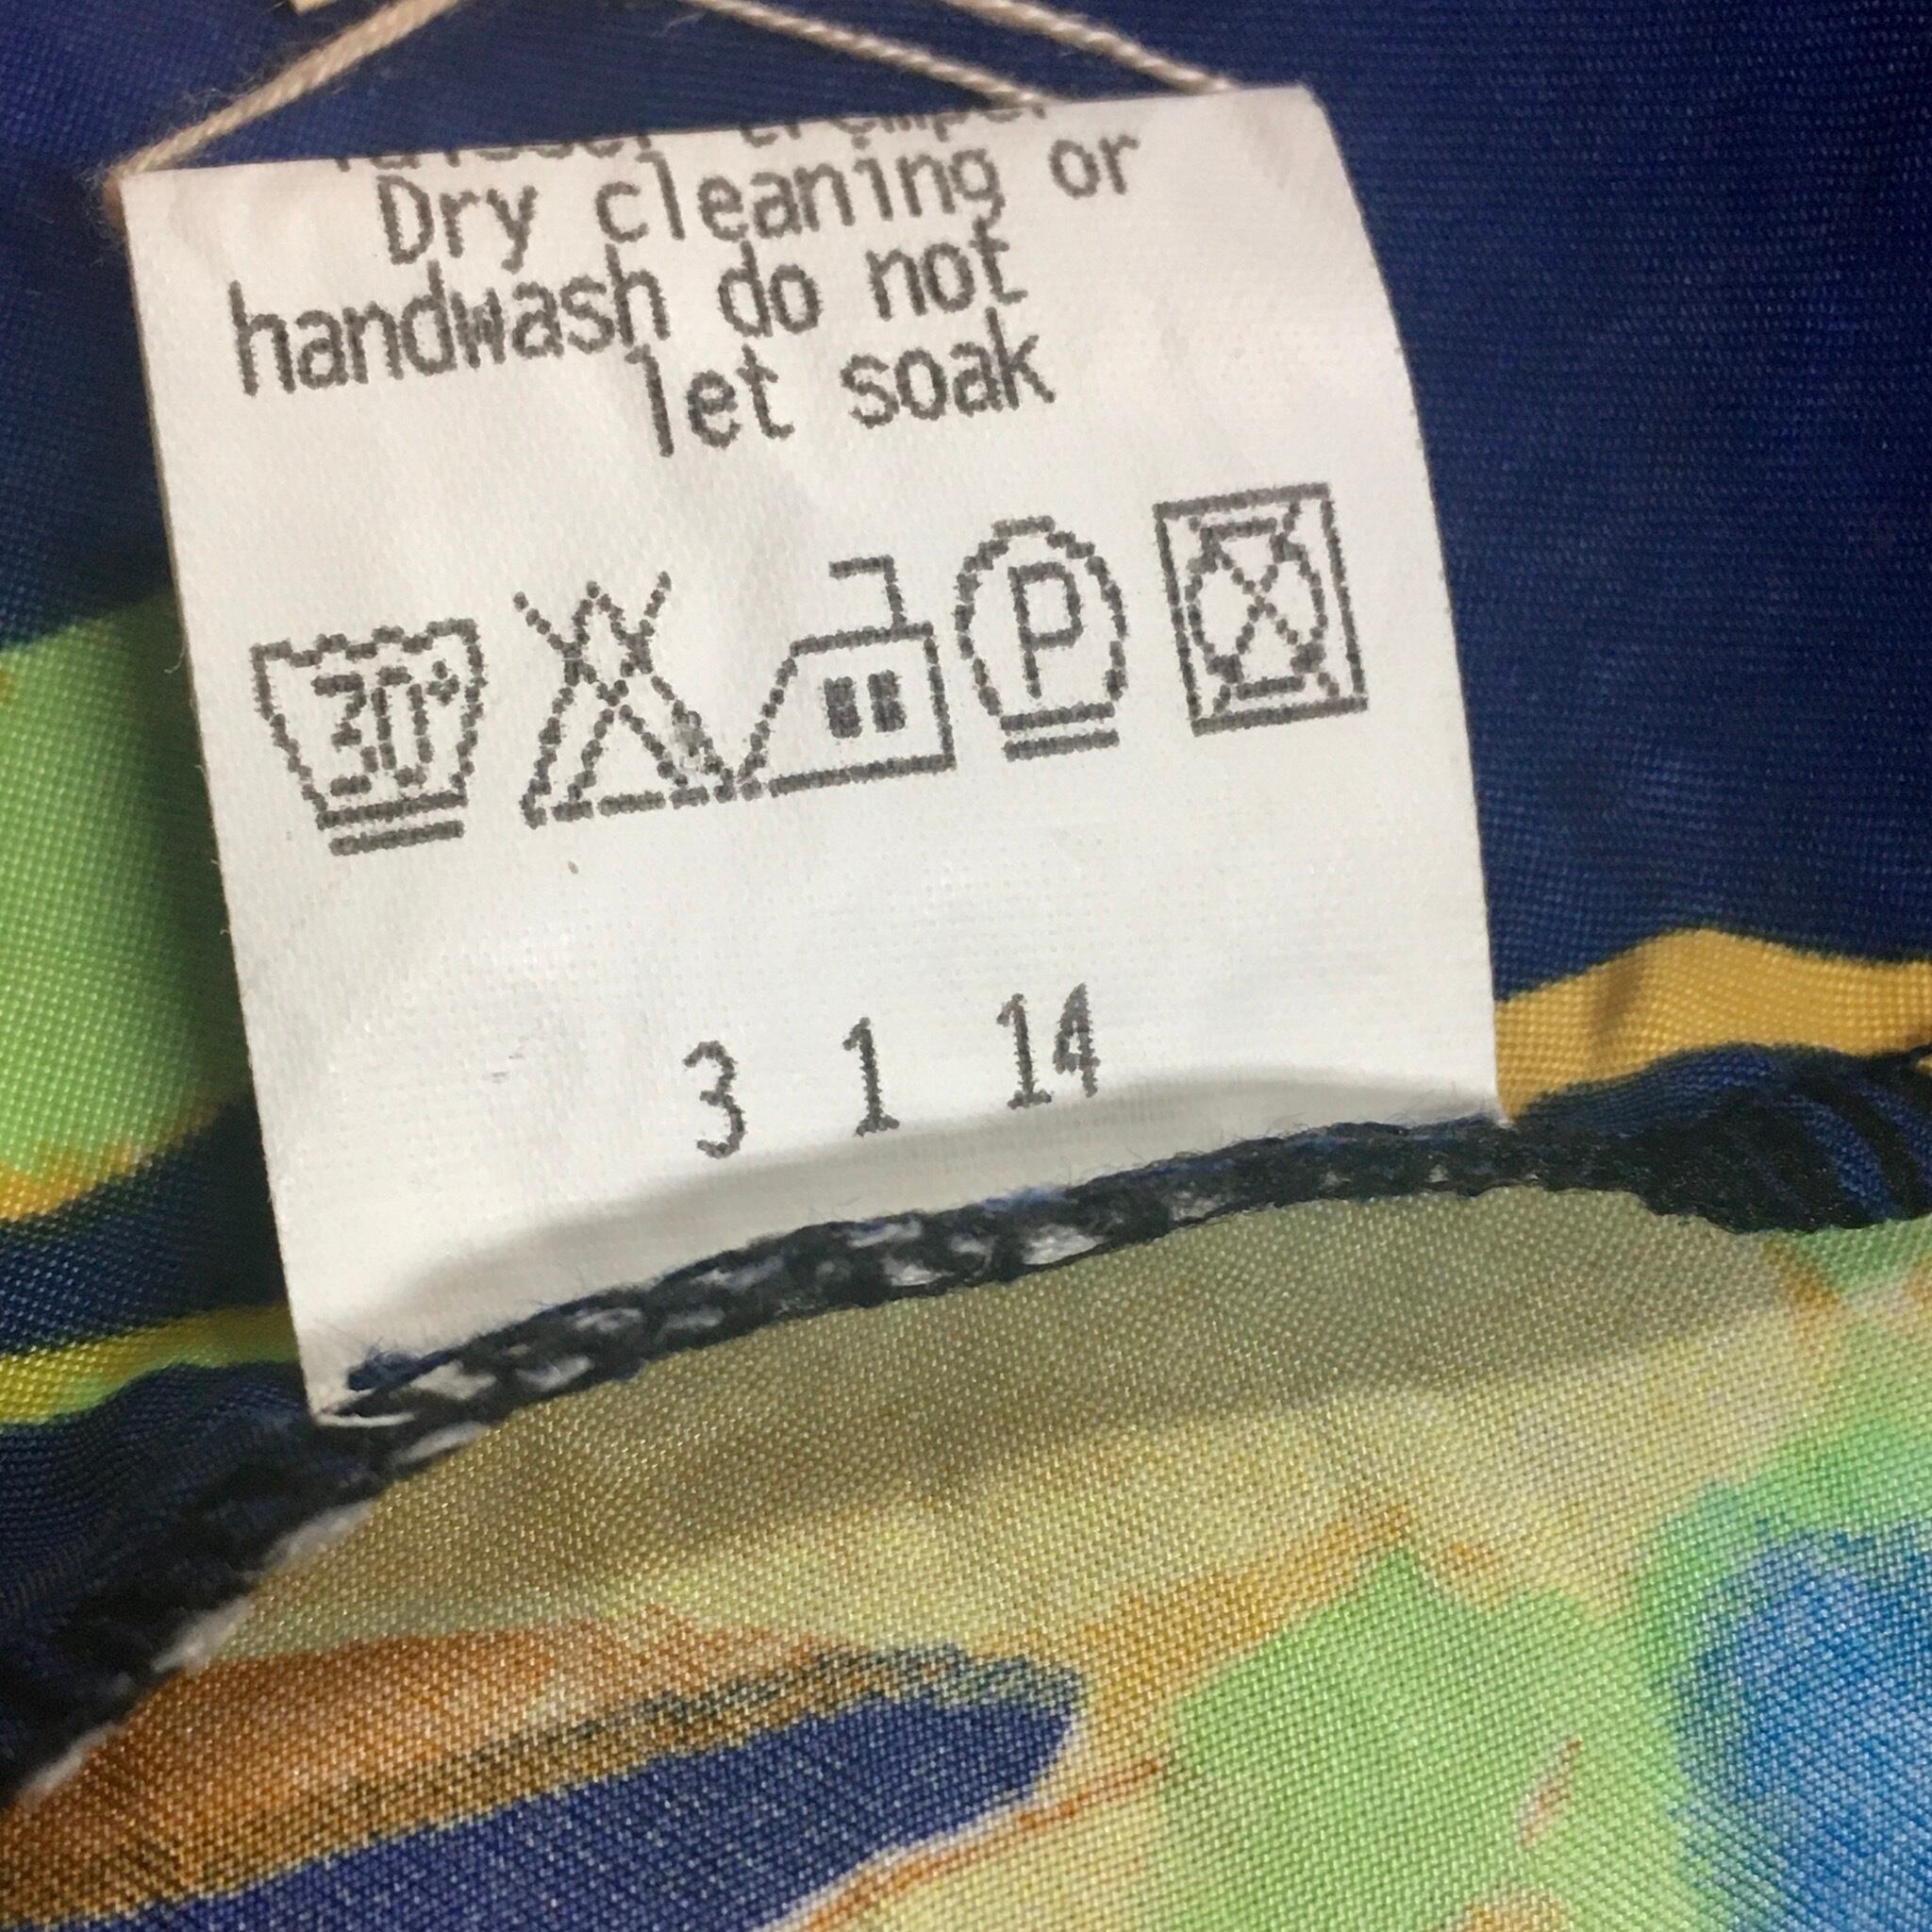 Dry cleaning or
handwash do not
let soak
30°
P
3 1 14